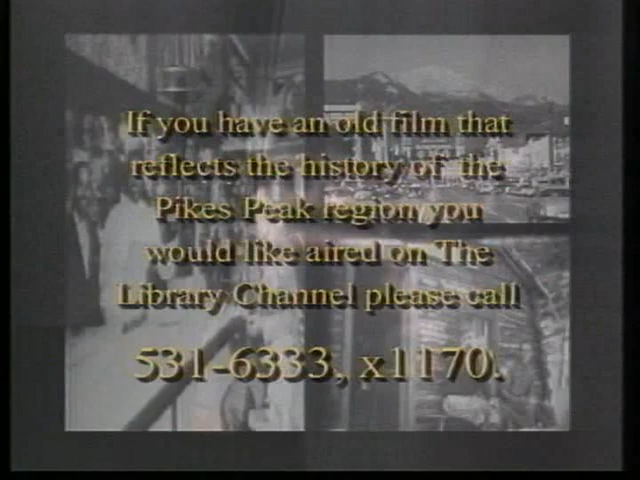 If you have an old film that
reflects the history of the
Pikes Peak region you
would like aired on The
Library Channel please call
531-6333, x1170.